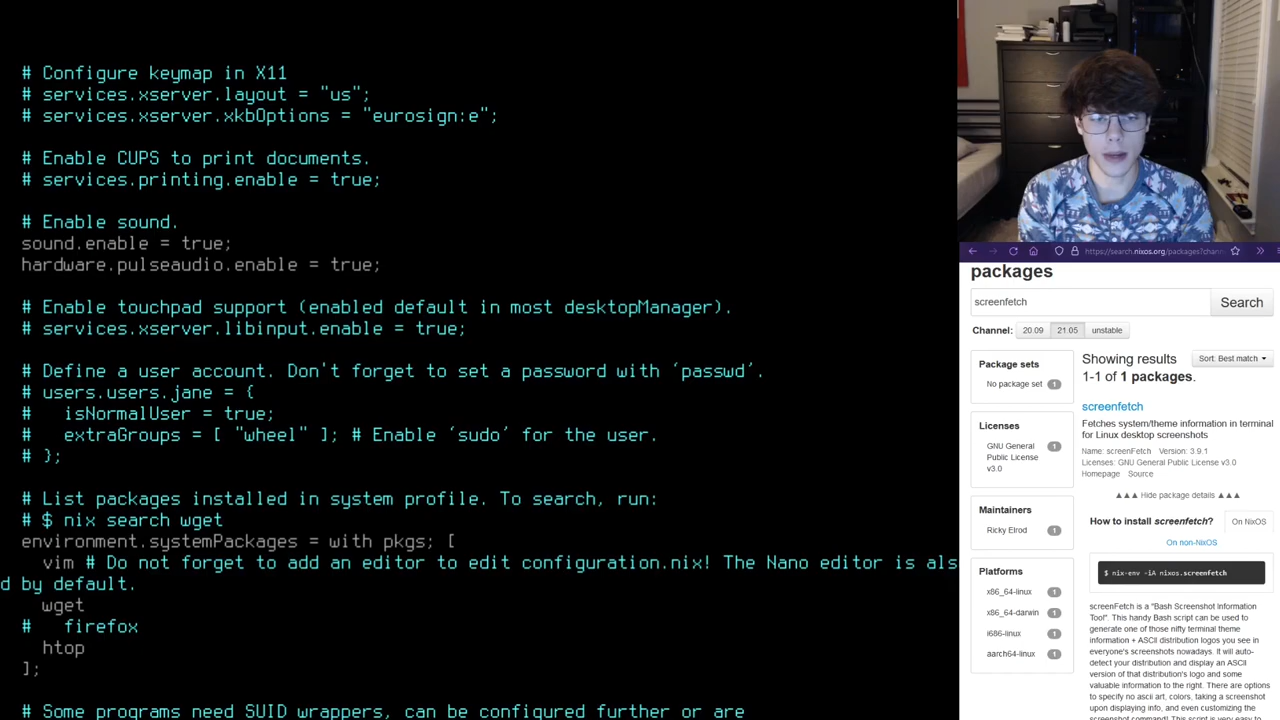 # Configure keymap in X11
# services.xserver.layout = "us";
# services.xserver.xkbOptions = "eurosign:e";
# Enable CUPS to print documents.
# services.printing.enable = true;
# Enable sound.
sound.enable = true;
hardware.pulseaudio.enable = true;
# Enable touchpad support (enabled default in most desktopManager).
# services.xserver.libinput.enable = true;
# Define a user account. Don't forget to set a password with ‘passwd’.
# users.users.jane = {
#   isNormalUser = true;
#   extraGroups = [ "wheel" ]; # Enable ‘sudo’ for the user.
# };
# List packages installed in system profile. To search, run:
# $ nix search wget
environment.systemPackages = with pkgs; [
vim # Do not forget to add an editor to edit configuration.nix! The Nano editor is als
d by default.
wget
#   firefox
htop
];
# Some programs need SUID wrappers, can be configured further or are
https://search.nixos.org/packages?chann
packages
screenfetch
Search
Channel: 20.09 21.05 unstable
Package sets
No package set 1
Licenses
GNU General 1
Public License
v3.0
Maintainers
Ricky Elrod 1
Platforms
x86_64-linux 1
x86_64-darwin 1
i686-linux 1
aarch64-linux 1
Showing results
Sort: Best match
1-1 of 1 packages.
screenfetch
Fetches system/theme information in terminal
for Linux desktop screenshots
Name: screenFetch Version: 3.9.1
Licenses: GNU General Public License v3.0
Homepage Source
▲▲▲ Hide package details ▲▲▲
How to install screenfetch?
On NixOS
On non-NixOS
$ nix-env -iA nixos.screenfetch
screenFetch is a "Bash Screenshot Information
Tool". This handy Bash script can be used to
generate one of those nifty terminal theme
information + ASCII distribution logos you see in
everyone's screenshots nowadays. It will auto-
detect your distribution and display an ASCII
version of that distribution's logo and some
valuable information to the right. There are options
to specify no ascii art, colors, taking a screenshot
upon displaying info, and even customizing the
screenshot command! This script is very easy to